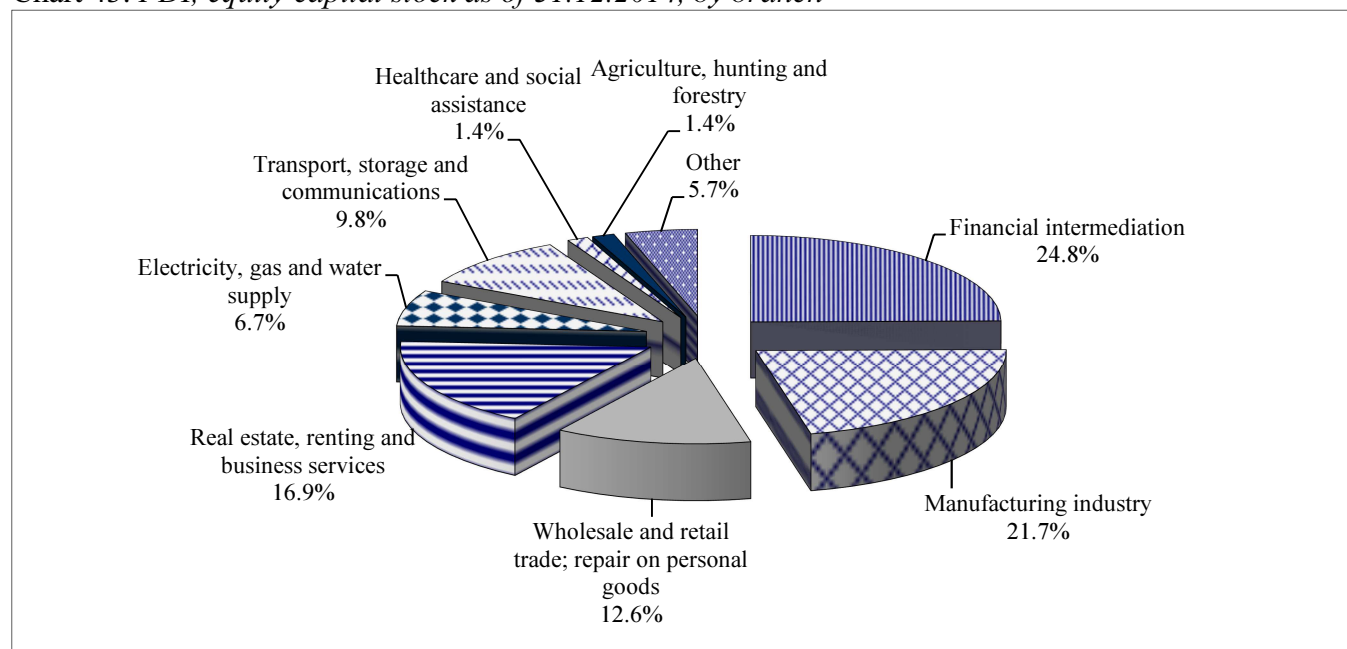 Healthcare and social
assistance
1.4%
Agriculture, hunting and
forestry
1.4%
Transport, storage and
communications
9.8%
Other
5.7%
Financial intermediation
24.8%
Electricity, gas and water
supply
6.7%
Real estate, renting and
business services
16.9%
Manufacturing industry
21.7%
Wholesale and retail
trade; repair on personal
goods
12.6%